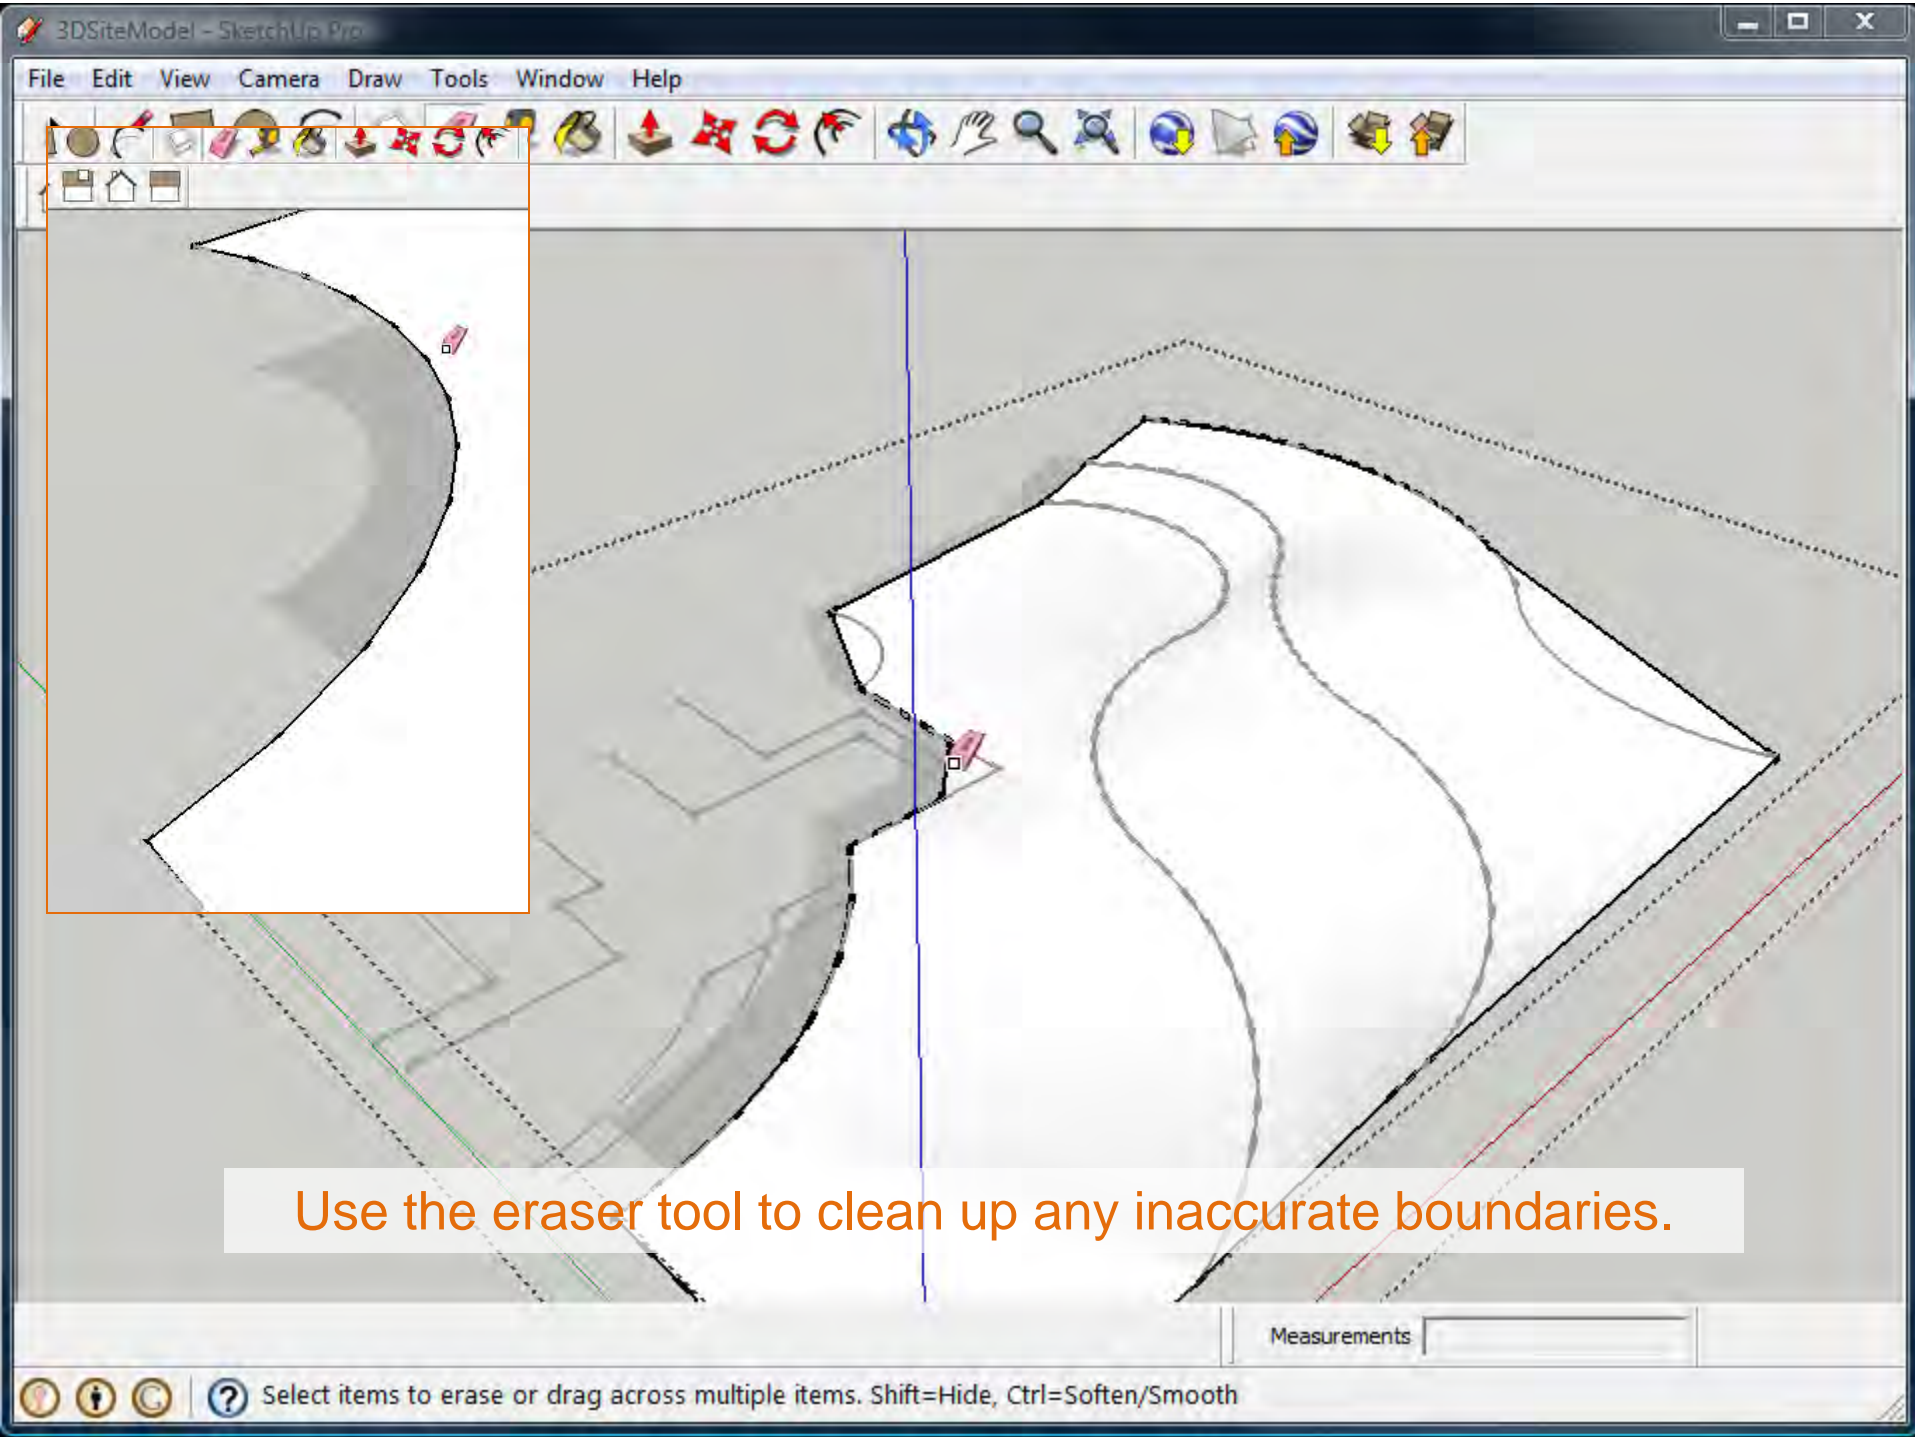 3DSiteModel - SketchUp Pro
File Edit View Camera Draw Tools Window Help
Use the eraser tool to clean up any inaccurate boundaries.
Measurements
Select items to erase or drag across multiple items. Shift=Hide, Ctrl=Soften/Smooth